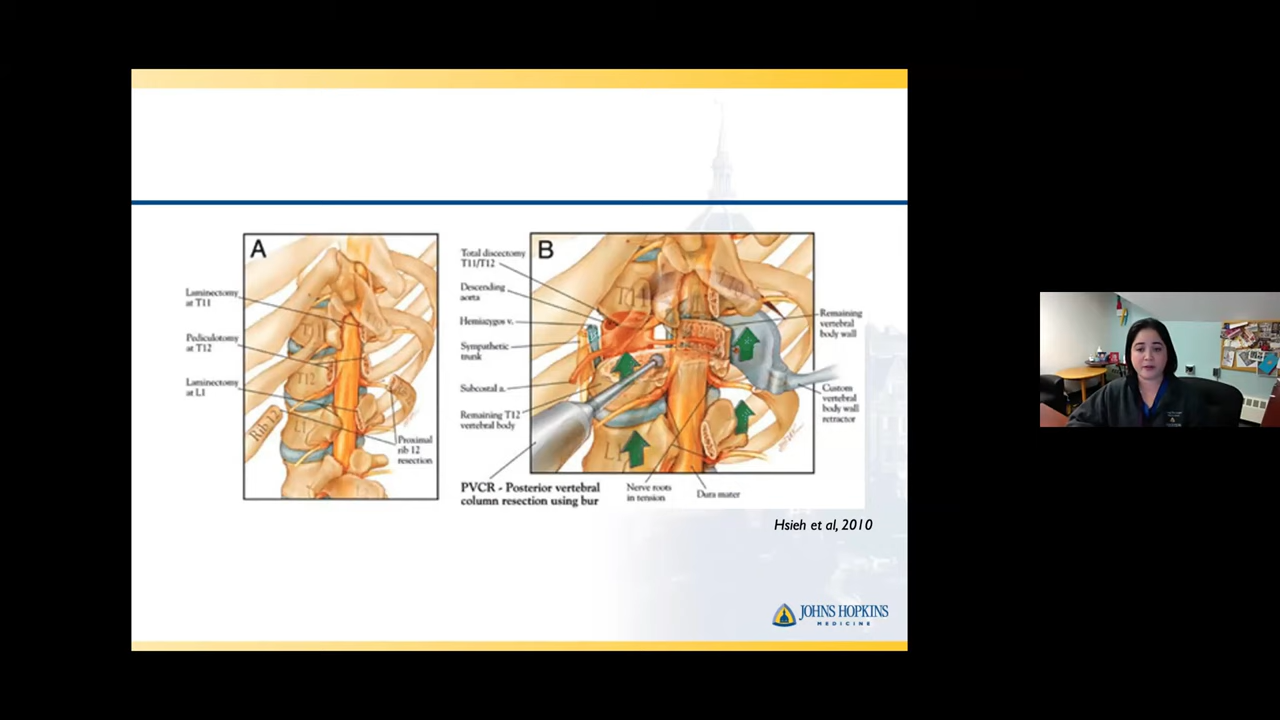 A
Laminectomy
at T11
Pediculotomy
at T12
Laminectomy
at L1
T12
L1
Rib 12
Proximal
rib 12
resection
B
Total discectomy
T11/T12
Descending
aorta
Hemiazygos v.
Sympathetic
trunk
Subcostal a.
Remaining T12
vertebral body
T11
L1
Remaining
vertebral
body wall
Custom
vertebral
body wall
retractor
PVCR - Posterior vertebral
column resection using bur
Nerve roots
in tension
Dura mater
Hsieh et al, 2010
JOHNS HOPKINS
MEDICINE